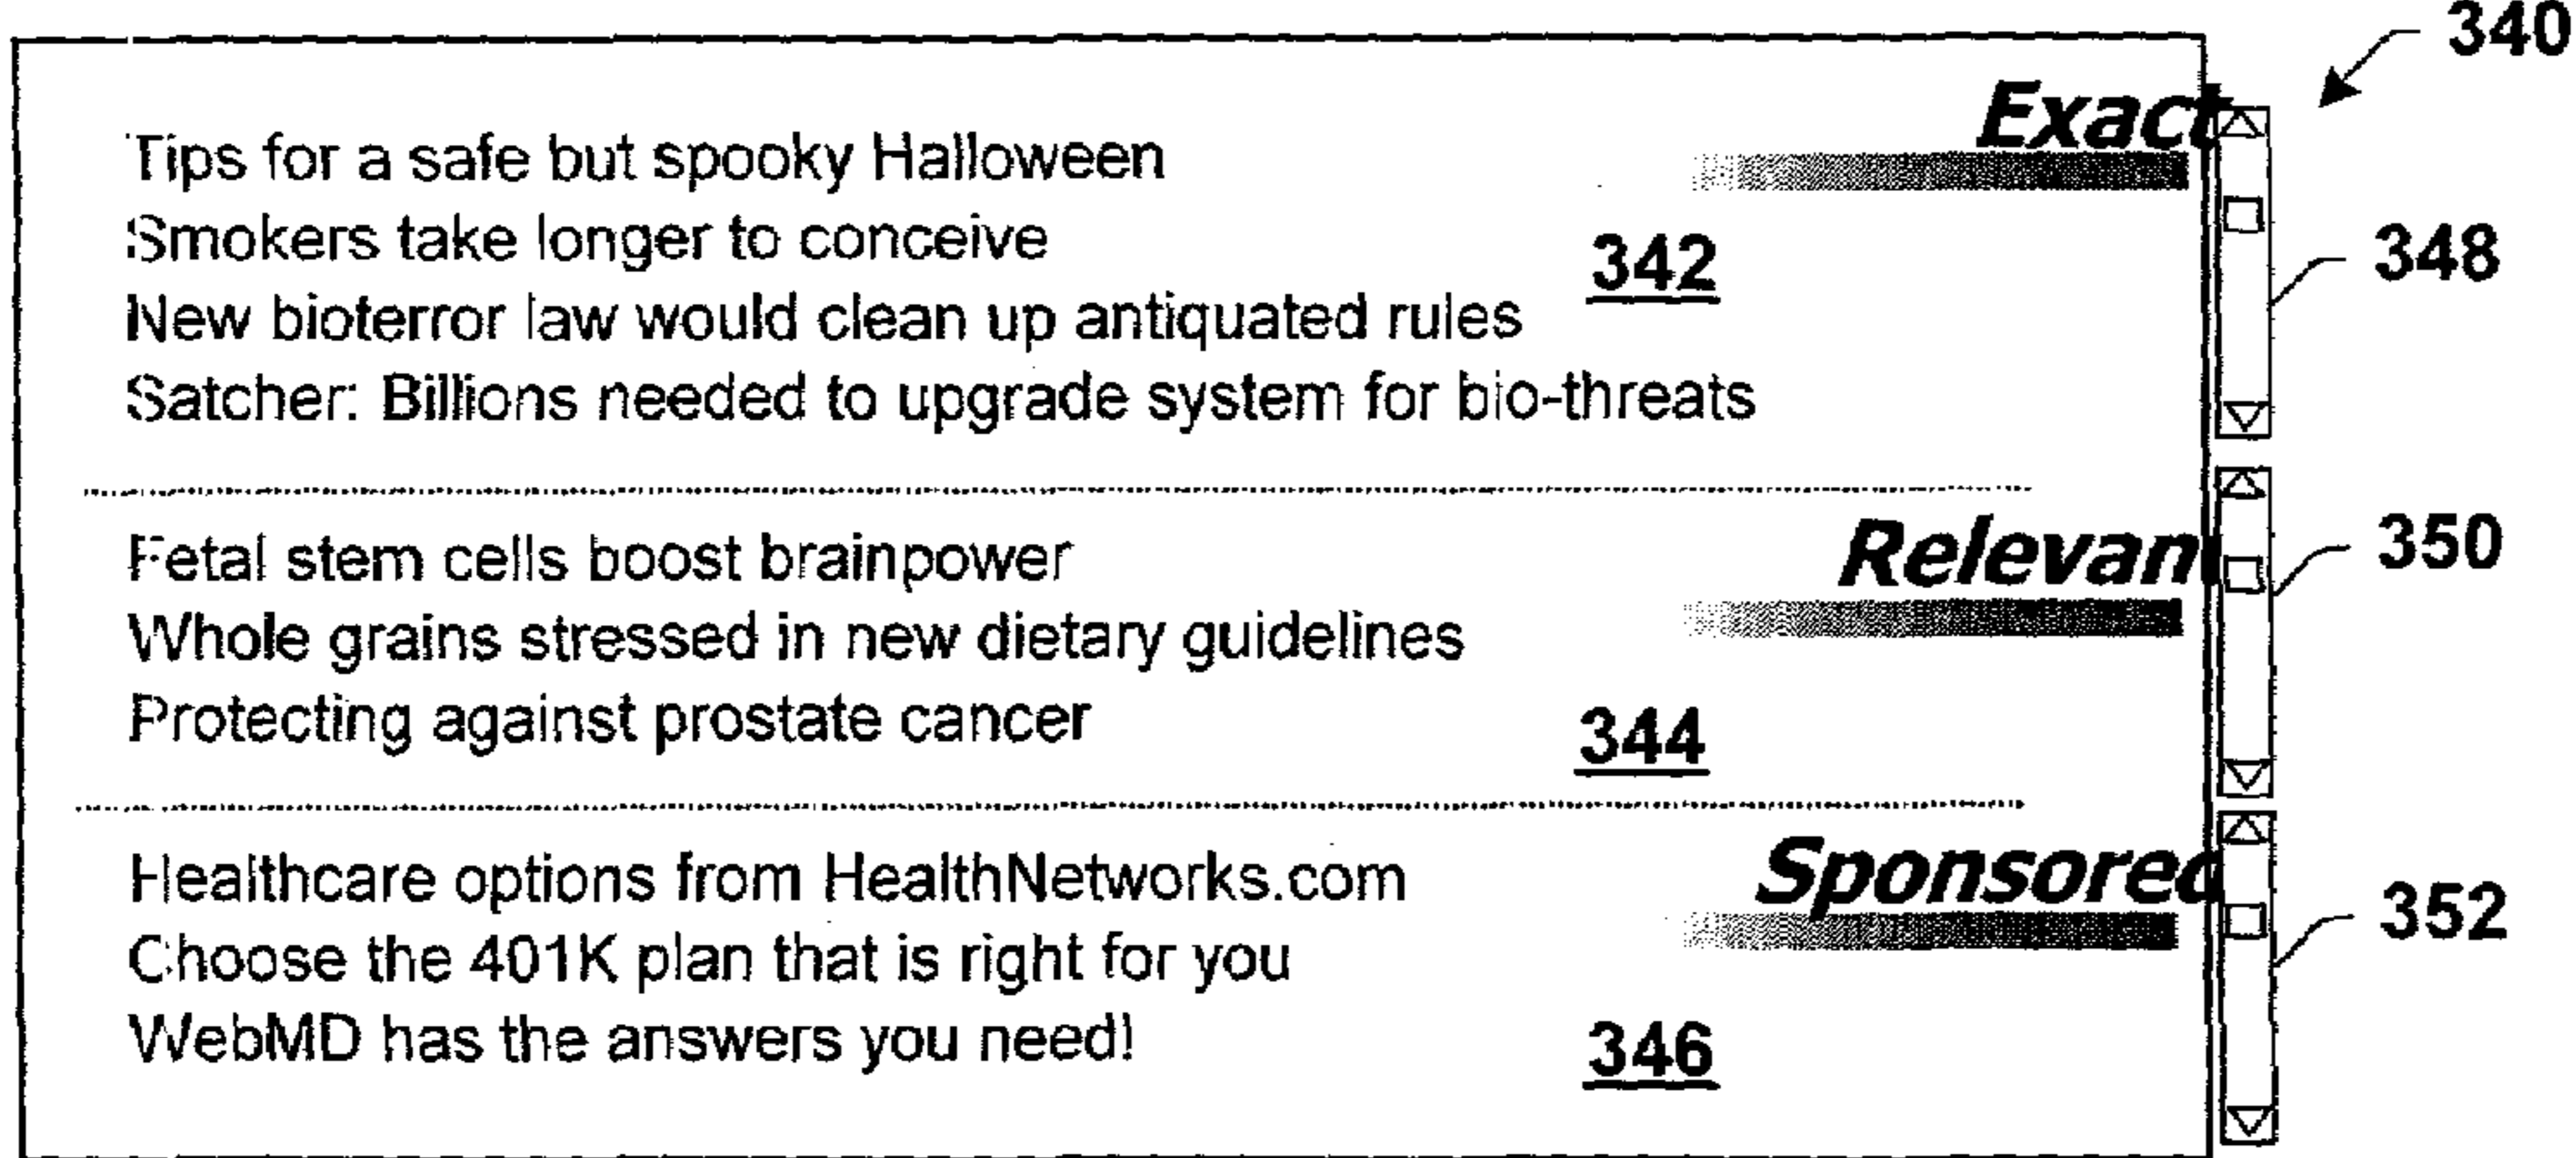 340
Exact
Tips for a safe but spooky Halloween
Smokers take longer to conceive
342
348
New bioterror law would clean up antiquated rules
Satcher: Billions needed to upgrade system for bio-threats
Relevant
350
Fetal stem cells boost brainpower
Whole grains stressed in new dietary guidelines
Protecting against prostate cancer
344
Sponsored
Healthcare options from HealthNetworks.com
352
Choose the 401K plan that is right for you
WebMD has the answers you need!
346